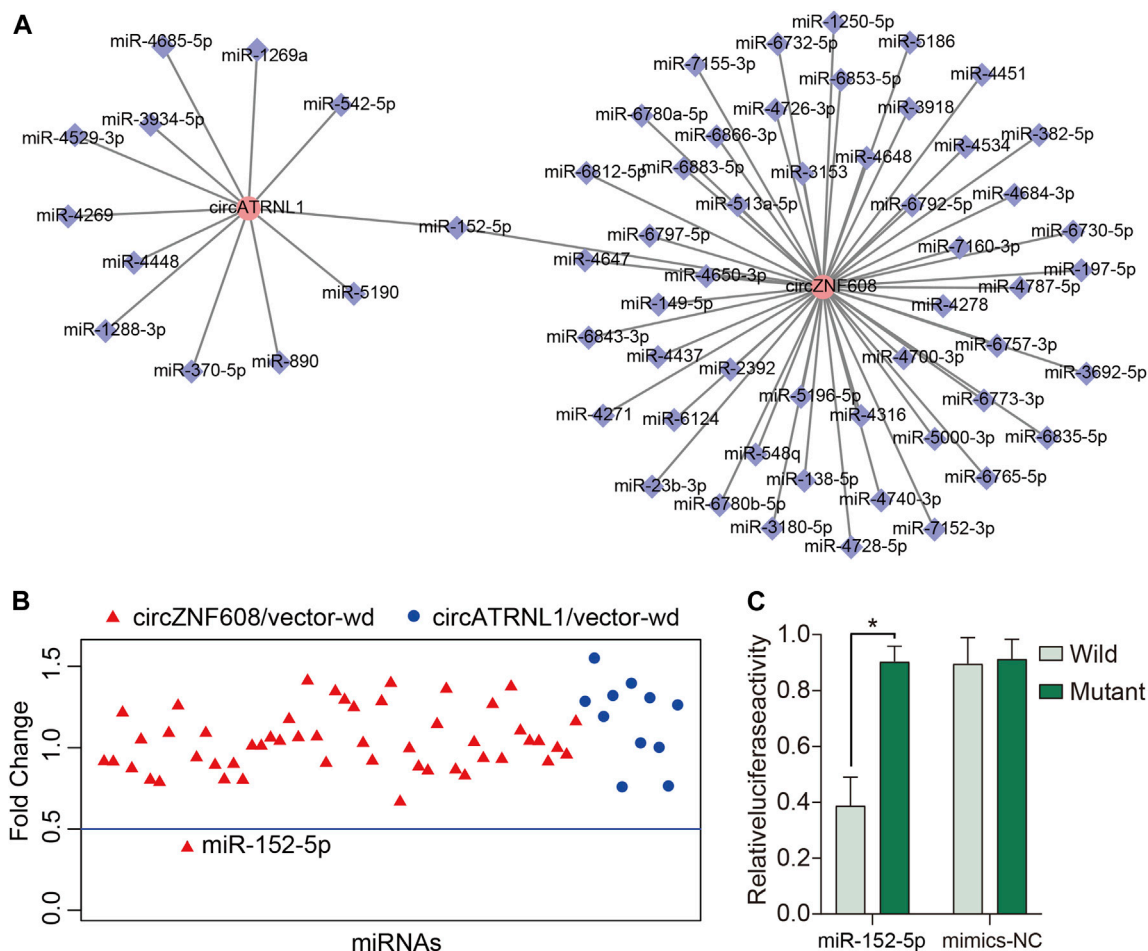 A
miR-1250-5p
miR-4685-5p
miR-6732-5p
miR-5186
miR-1269a
miR-7155-3p
miR-6853-5p
miR-4451
miR-542-5p
miR-4726-3p
miR-3918
miR-6780a-5p
miR-3934-5p
miR-4529-3p
miR-6866-3p
miR-382-5p
miR-4534
miR-4648
miR-6812-5p
miR-6883-5p
miR-3153
miR-4684-3p
circATRNL1
miR-513a-5p
miR-6792-5p
miR-4269
miR-152-5p
miR-6797-5p
miR-6730-5p
miR-7160-3p
miR-4448
miR-4647
miR-4650-3p
miR-197-5p
circZNF608
miR-4787-5p
miR-5190
miR-149-5p
miR-4278
miR-1288-3p
miR-6843-3p
miR-6757-3p
miR-4437
miR-4700-3p
miR-890
miR-370-5p
miR-2392
miR-3692-5p
miR-5196-5p
miR-6773-3p
miR-4271
miR-6124
miR-4316
miR-5000-3p
miR-6835-5p
miR-548q
miR-6765-5p
miR-23b-3p
miR-138-5p
miR-6780b-5p
miR-4740-3p
miR-3180-5p
miR-7152-3p
miR-4728-5p
B
circZNF608/vector-wd
circATRNL1/vector-wd
Fold Change
1.5
1.0
0.5
0.0
miR-152-5p
miRNAs
C
Relativeluciferaseactivity
1.0
0.8
0.6
0.4
0.2
0.0
*
Wild
Mutant
miR-152-5p
mimics-NC